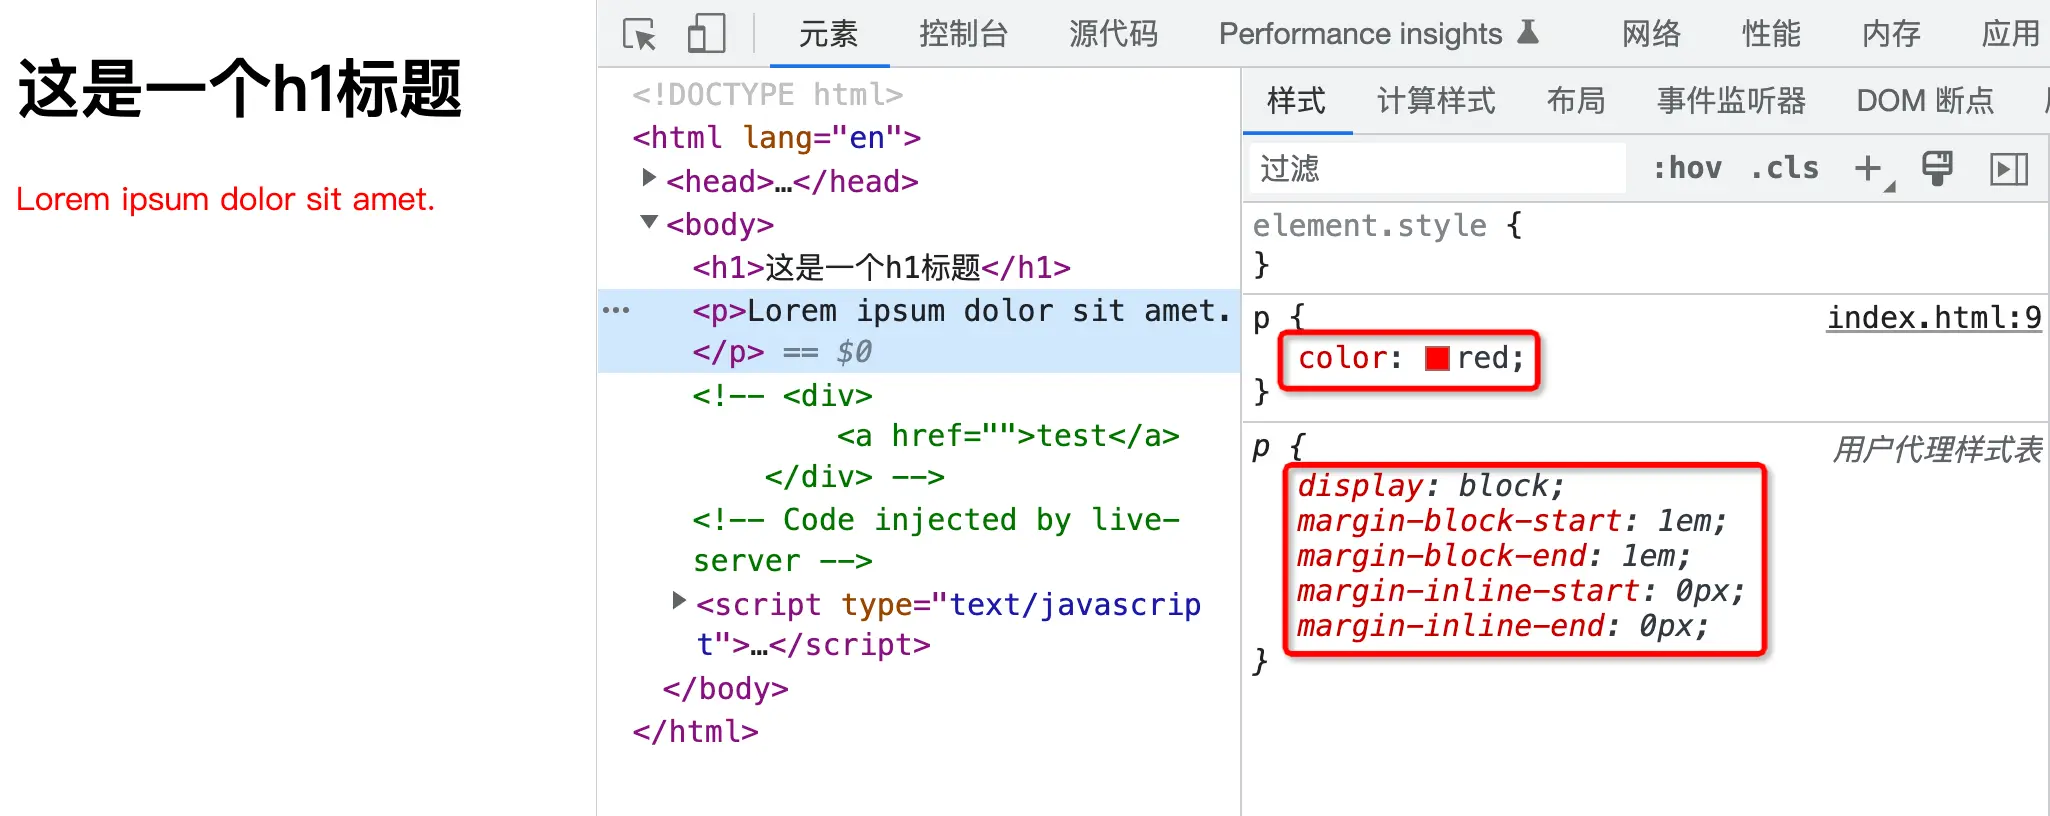 这是一个h1标题
Lorem ipsum dolor sit amet.
元素 控制台 源代码 Performance insights 网络 性能 内存 应用
<!DOCTYPE html>
<html lang="en">
<head>…</head>
<body>
<h1>这是一个h1标题</h1>
<p>Lorem ipsum dolor sit amet.
</p> == $0
<!-- <div>
<a href="">test</a>
</div> -->
<!-- Code injected by live-
server -->
<script type="text/javascrip
t">…</script>
</body>
</html>
样式 计算样式 布局 事件监听器 DOM 断点
过滤 :hov .cls
element.style {
}
p { index.html:9
color: red;
}
p { 用户代理样式表
display: block;
margin-block-start: 1em;
margin-block-end: 1em;
margin-inline-start: 0px;
margin-inline-end: 0px;
}